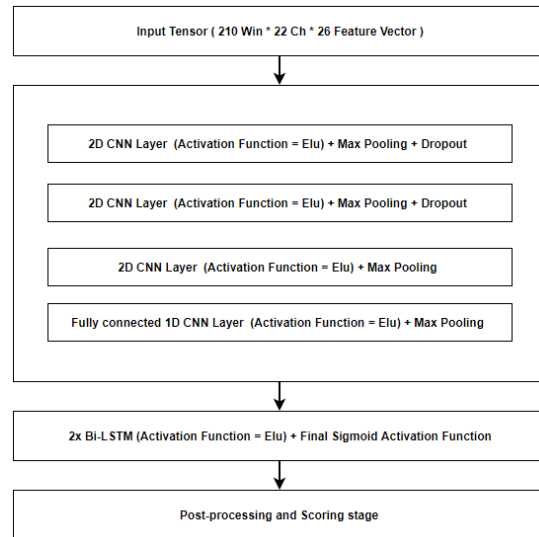 Input Tensor ( 210 Win * 22 Ch * 26 Feature Vector )
2D CNN Layer (Activation Function = Elu) + Max Pooling + Dropout
2D CNN Layer (Activation Function = Elu) + Max Pooling + Dropout
2D CNN Layer (Activation Function = Elu) + Max Pooling
Fully connected 1D CNN Layer (Activation Function = Elu) + Max Pooling
2x Bi-LSTM (Activation Function = Elu) + Final Sigmoid Activation Function
Post-processing and Scoring stage